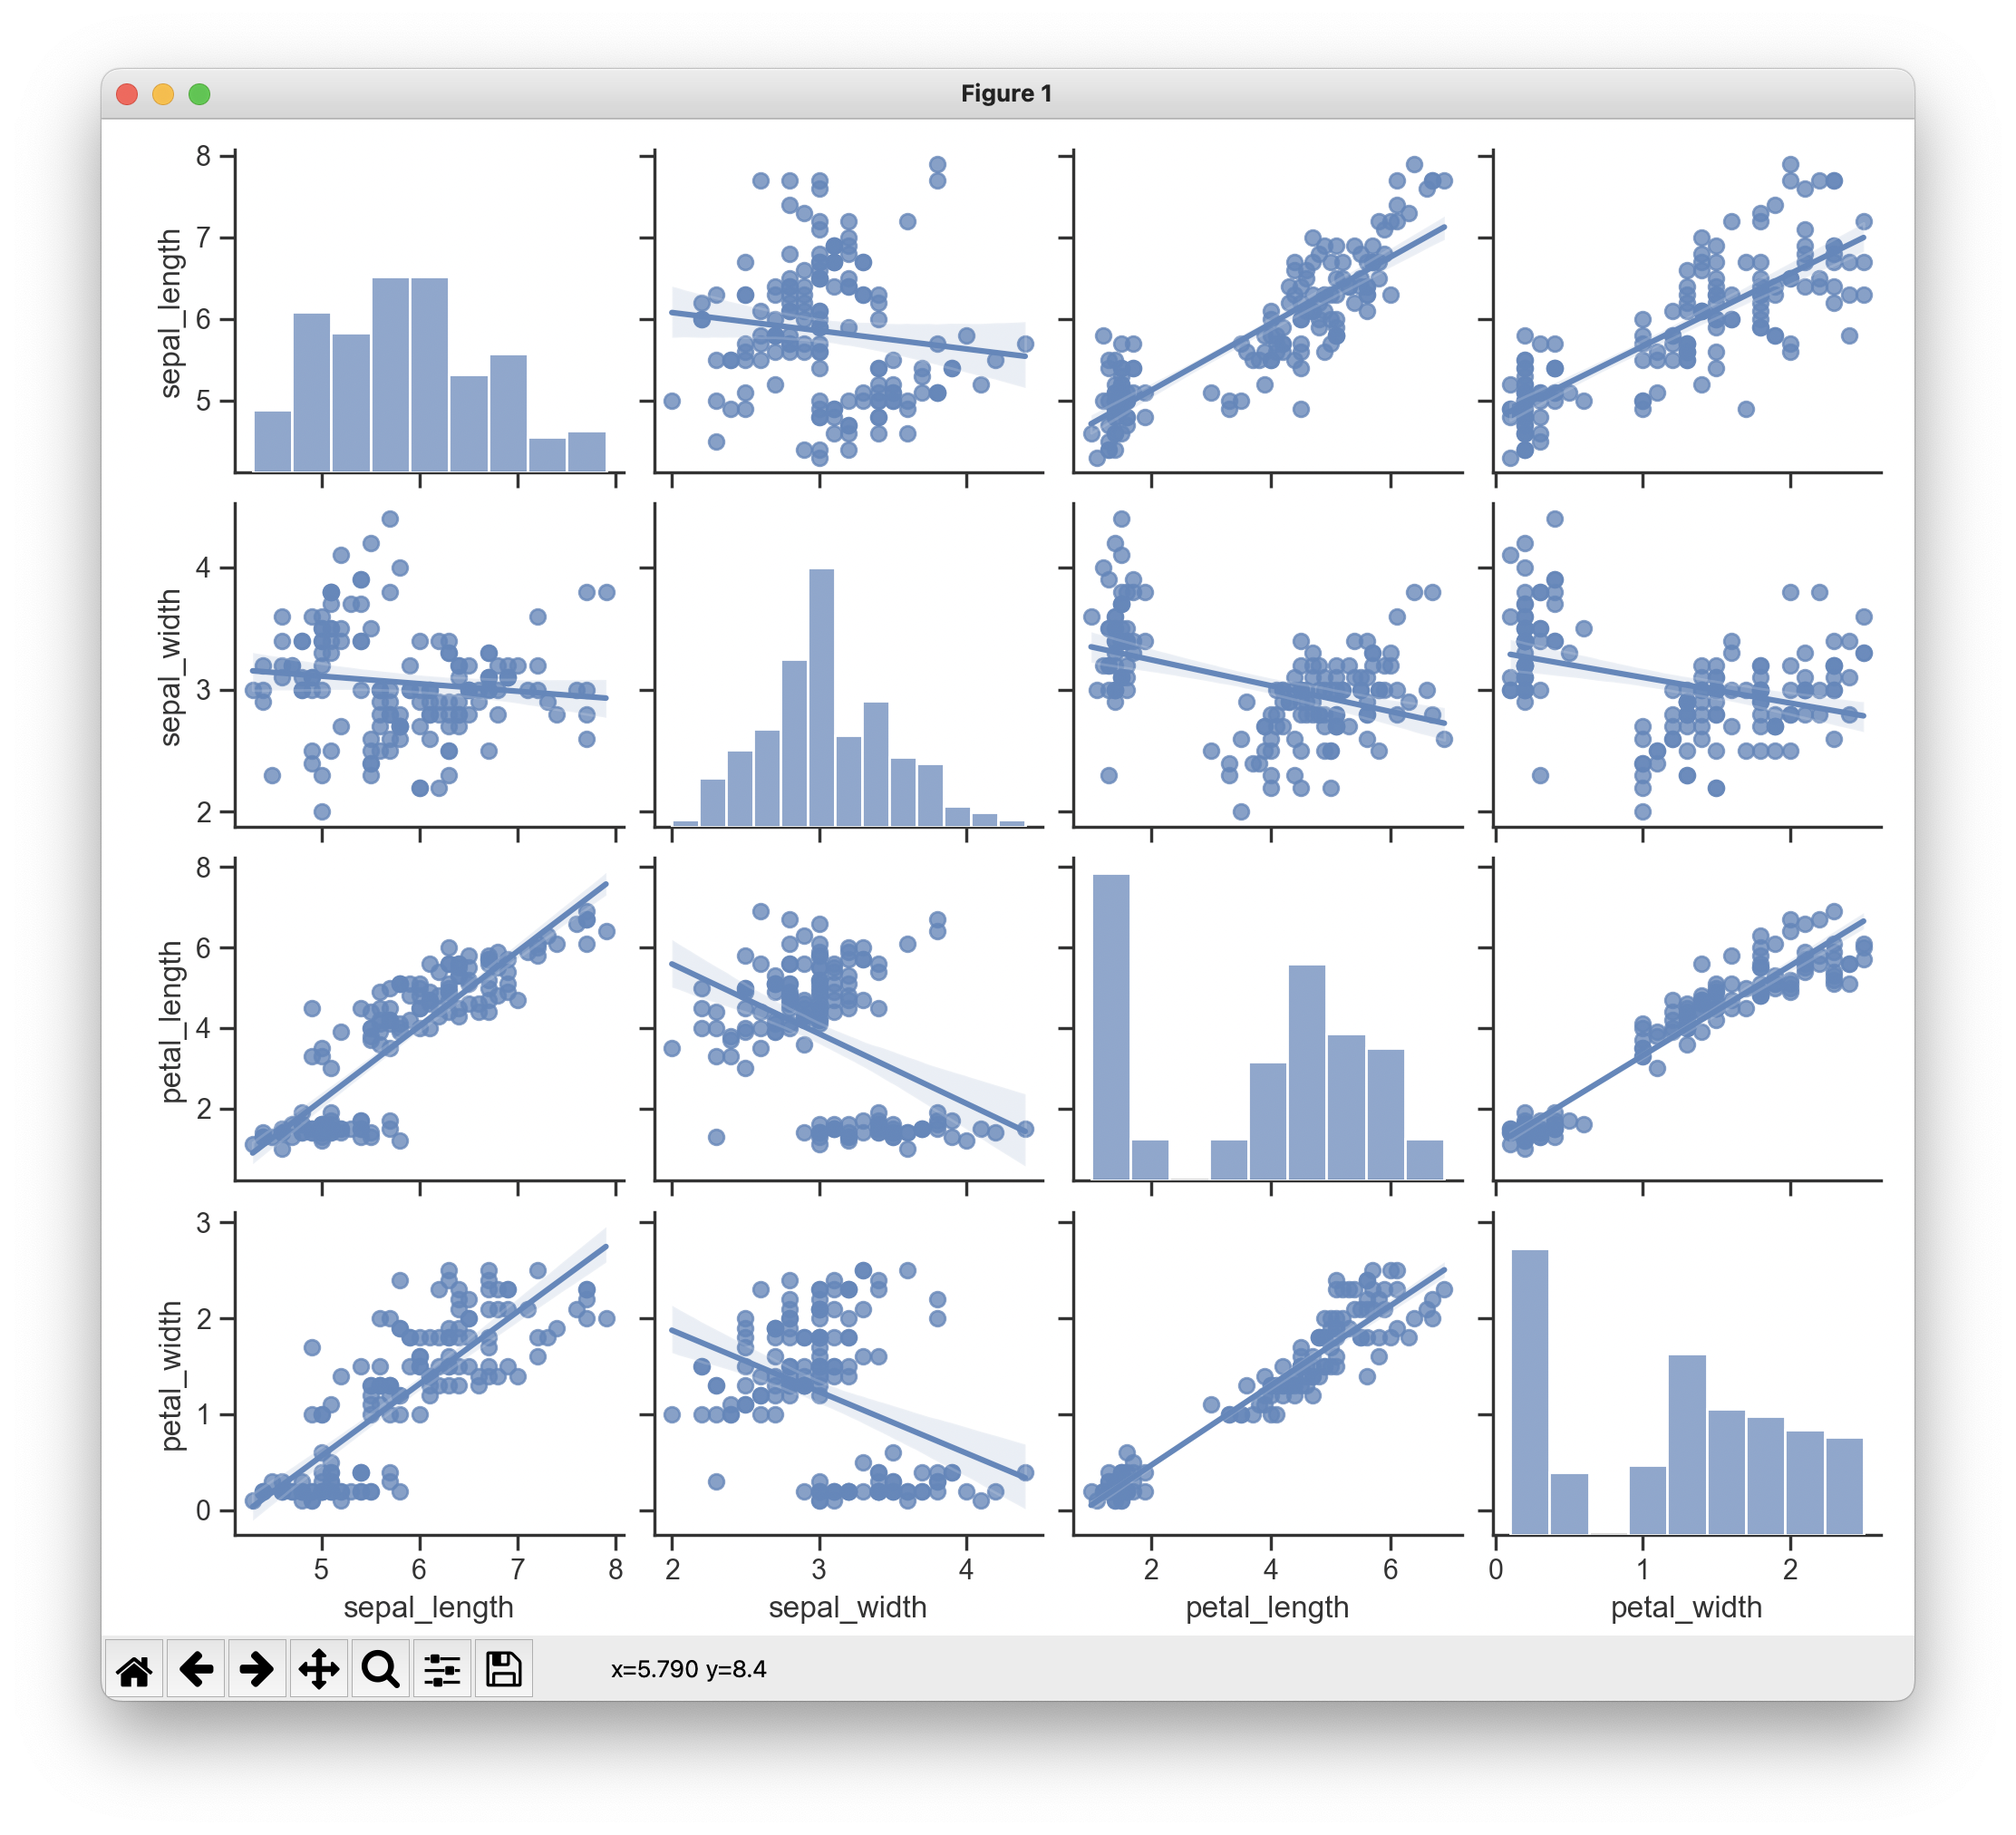 Figure 1
8
7
6
5
sepal_length
4
3
2
sepal_width
8
6
4
2
petal_length
3
2
1
0
petal_width
5 6 7 8
2 3 4
2 4 6
0 1 2
sepal_length
sepal_width
petal_length
petal_width
x=5.790 y=8.4